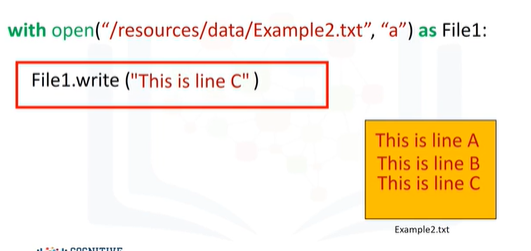 with open(“/resources/data/Example2.txt”, “a”) as File1:
File1.write ("This is line C" )
This is line A
This is line B
This is line C
Example2.txt